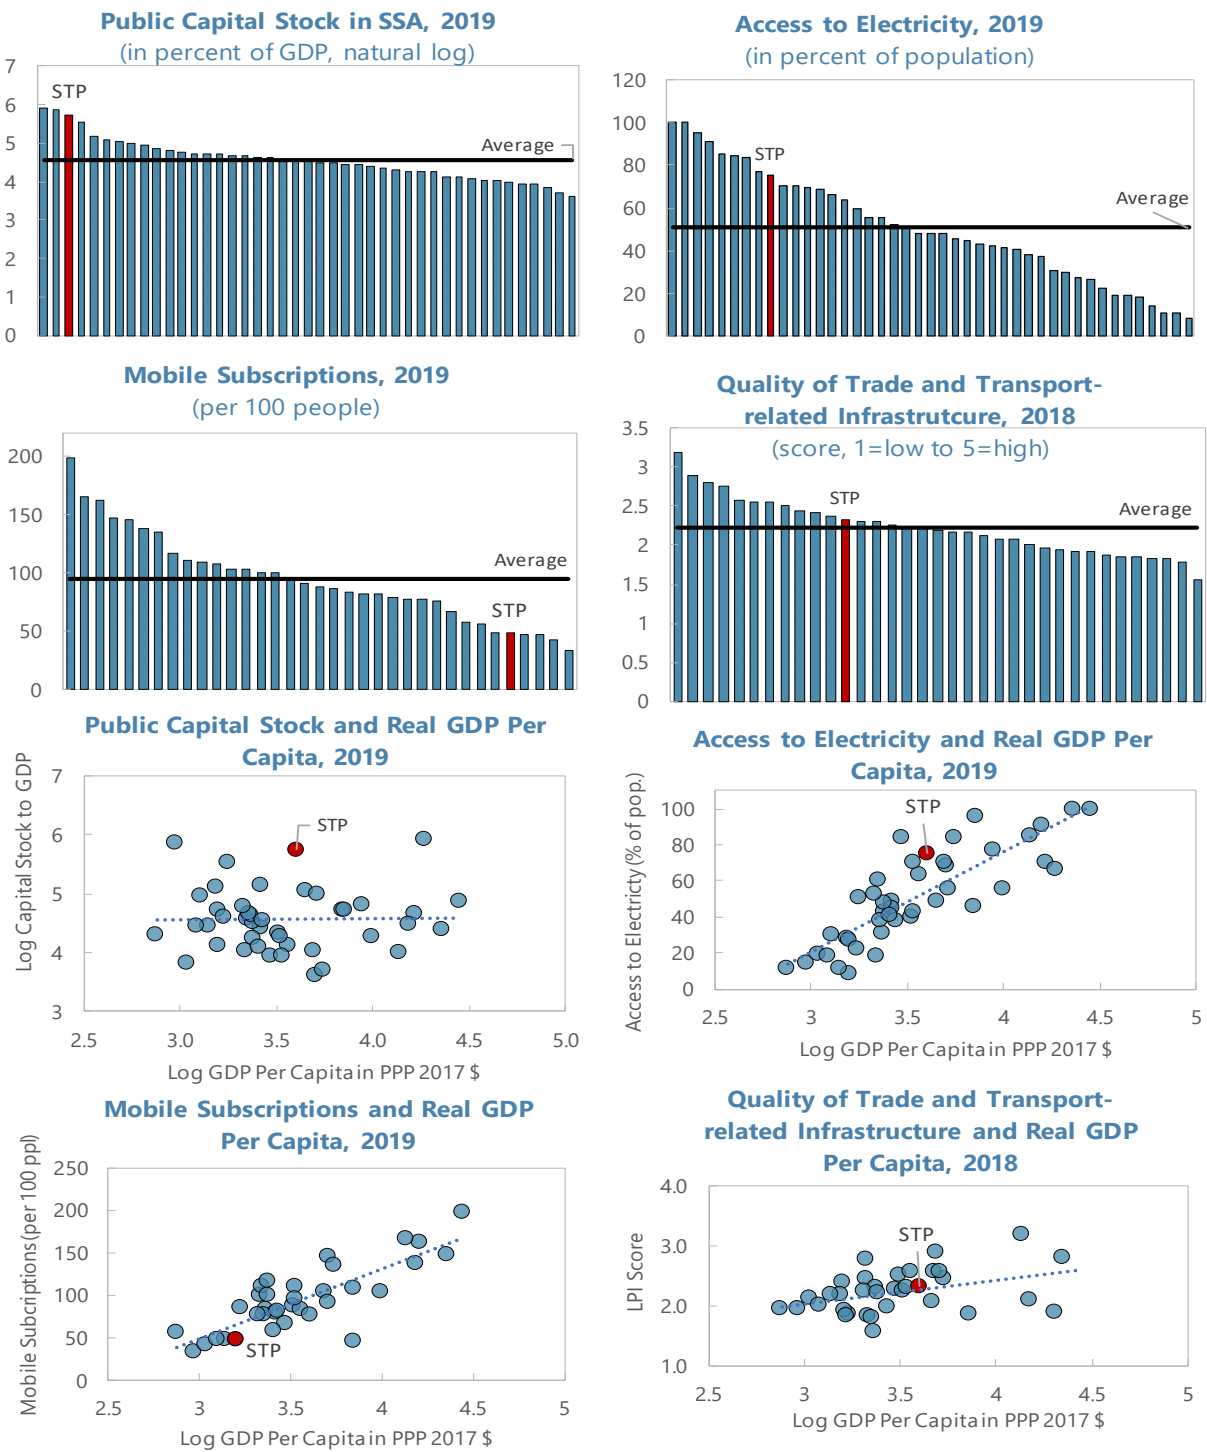 Public Capital Stock in SSA, 2019
(in percent of GDP, natural log)
7
6
5
4
3
2
1
0
STP
Average
Access to Electricity, 2019
(in percent of population)
120
100
80
60
40
20
0
STP
Average
Mobile Subscriptions, 2019
(per 100 people)
200
150
100
50
0
Average
STP
Quality of Trade and Transport-
related Infrastrutcure, 2018
(score, 1=low to 5=high)
3.5
3
2.5
2
1.5
1
0.5
0
STP
Average
Public Capital Stock and Real GDP Per
Capita, 2019
Log Capital Stock to GDP
7
6
5
4
3
STP
2.5 3.0 3.5 4.0 4.5 5.0
Log GDP Per Capita in PPP 2017 $
Access to Electricity and Real GDP Per
Capita, 2019
Access to Electricty (% of pop.)
100
80
60
40
20
0
STP
2.5 3 3.5 4 4.5 5
Log GDP Per Capita in PPP 2017 $
Mobile Subscriptions and Real GDP
Per Capita, 2019
Mobile Subcriptions (per 100 ppl)
250
200
150
100
50
0
STP
2.5 3 3.5 4 4.5 5
Log GDP Per Capita in PPP 2017 $
Quality of Trade and Transport-
related Infrastructure and Real GDP
Per Capita, 2018
LPI Score
4.0
3.0
2.0
1.0
STP
2.5 3 3.5 4 4.5 5
Log GDP Per Capita in PPP 2017 $